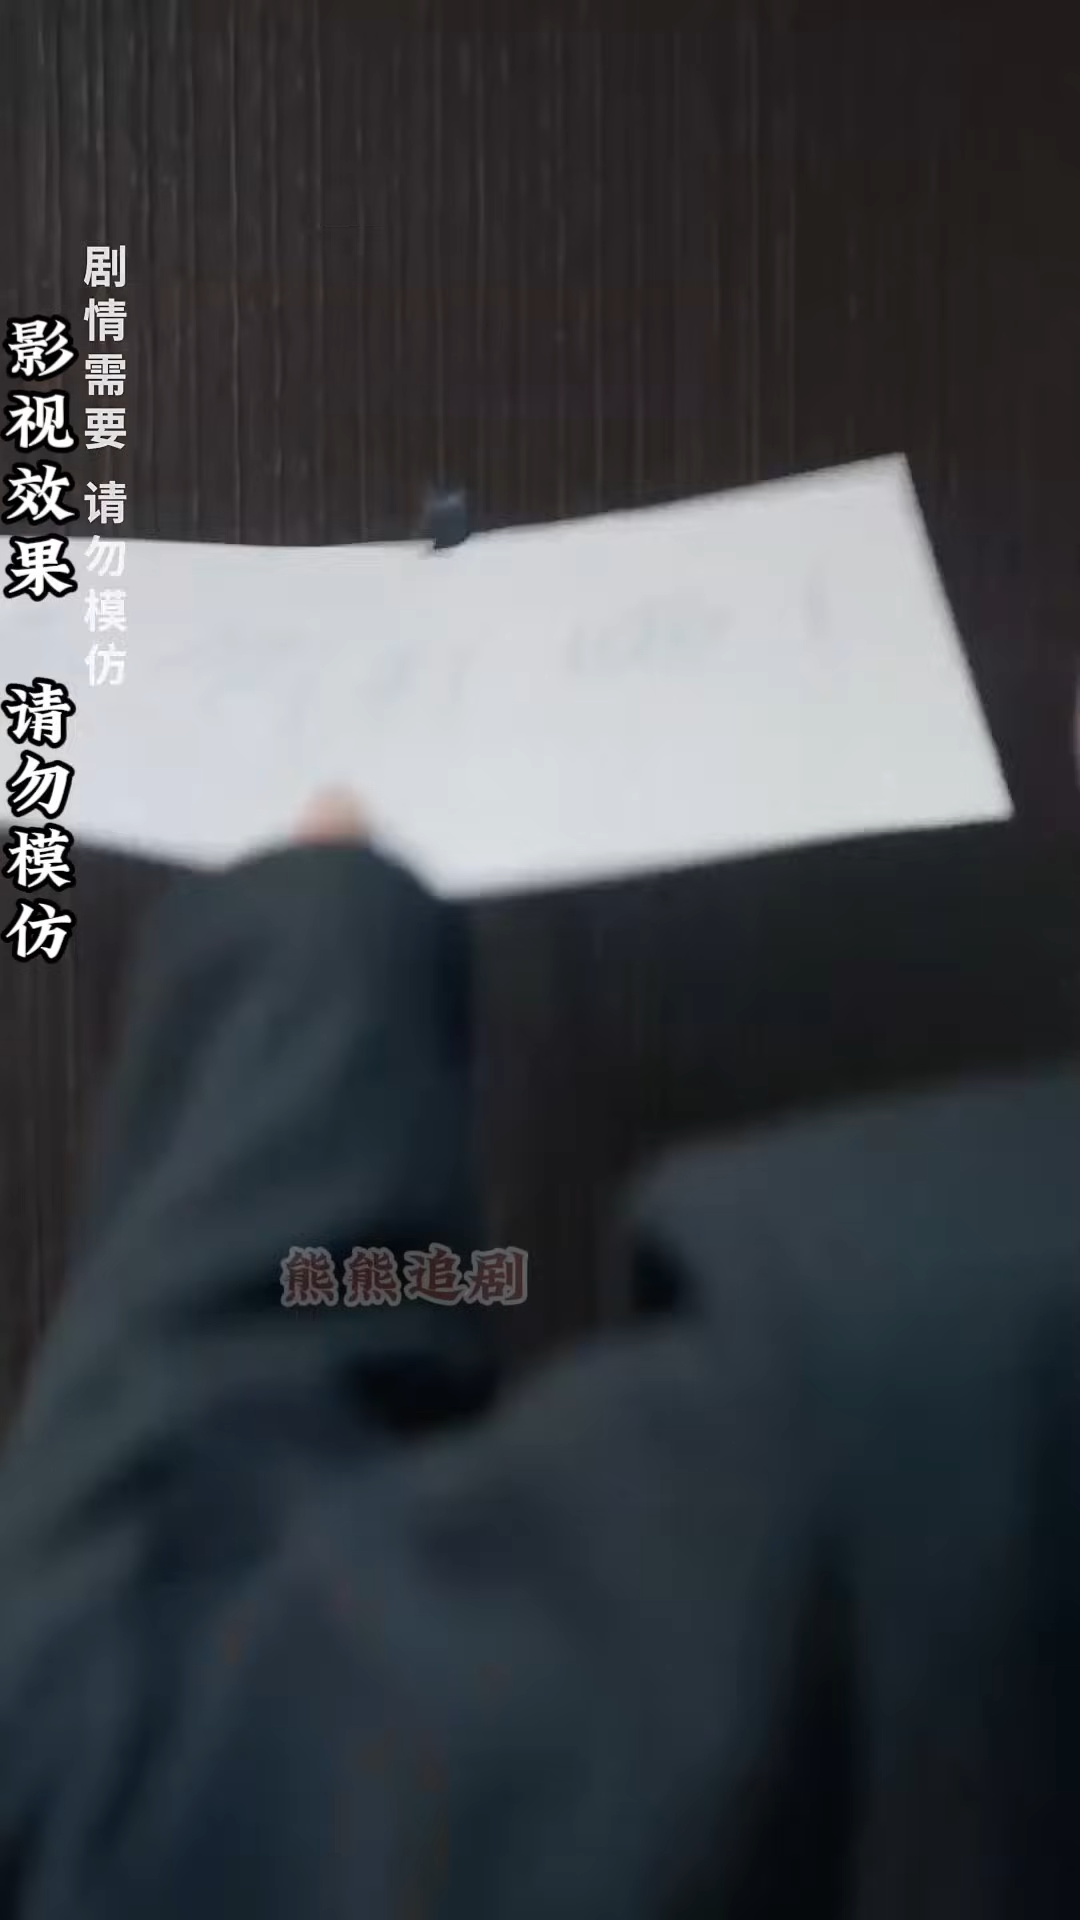 影视效果 请勿模仿
剧情需要 请勿模仿
熊熊追剧